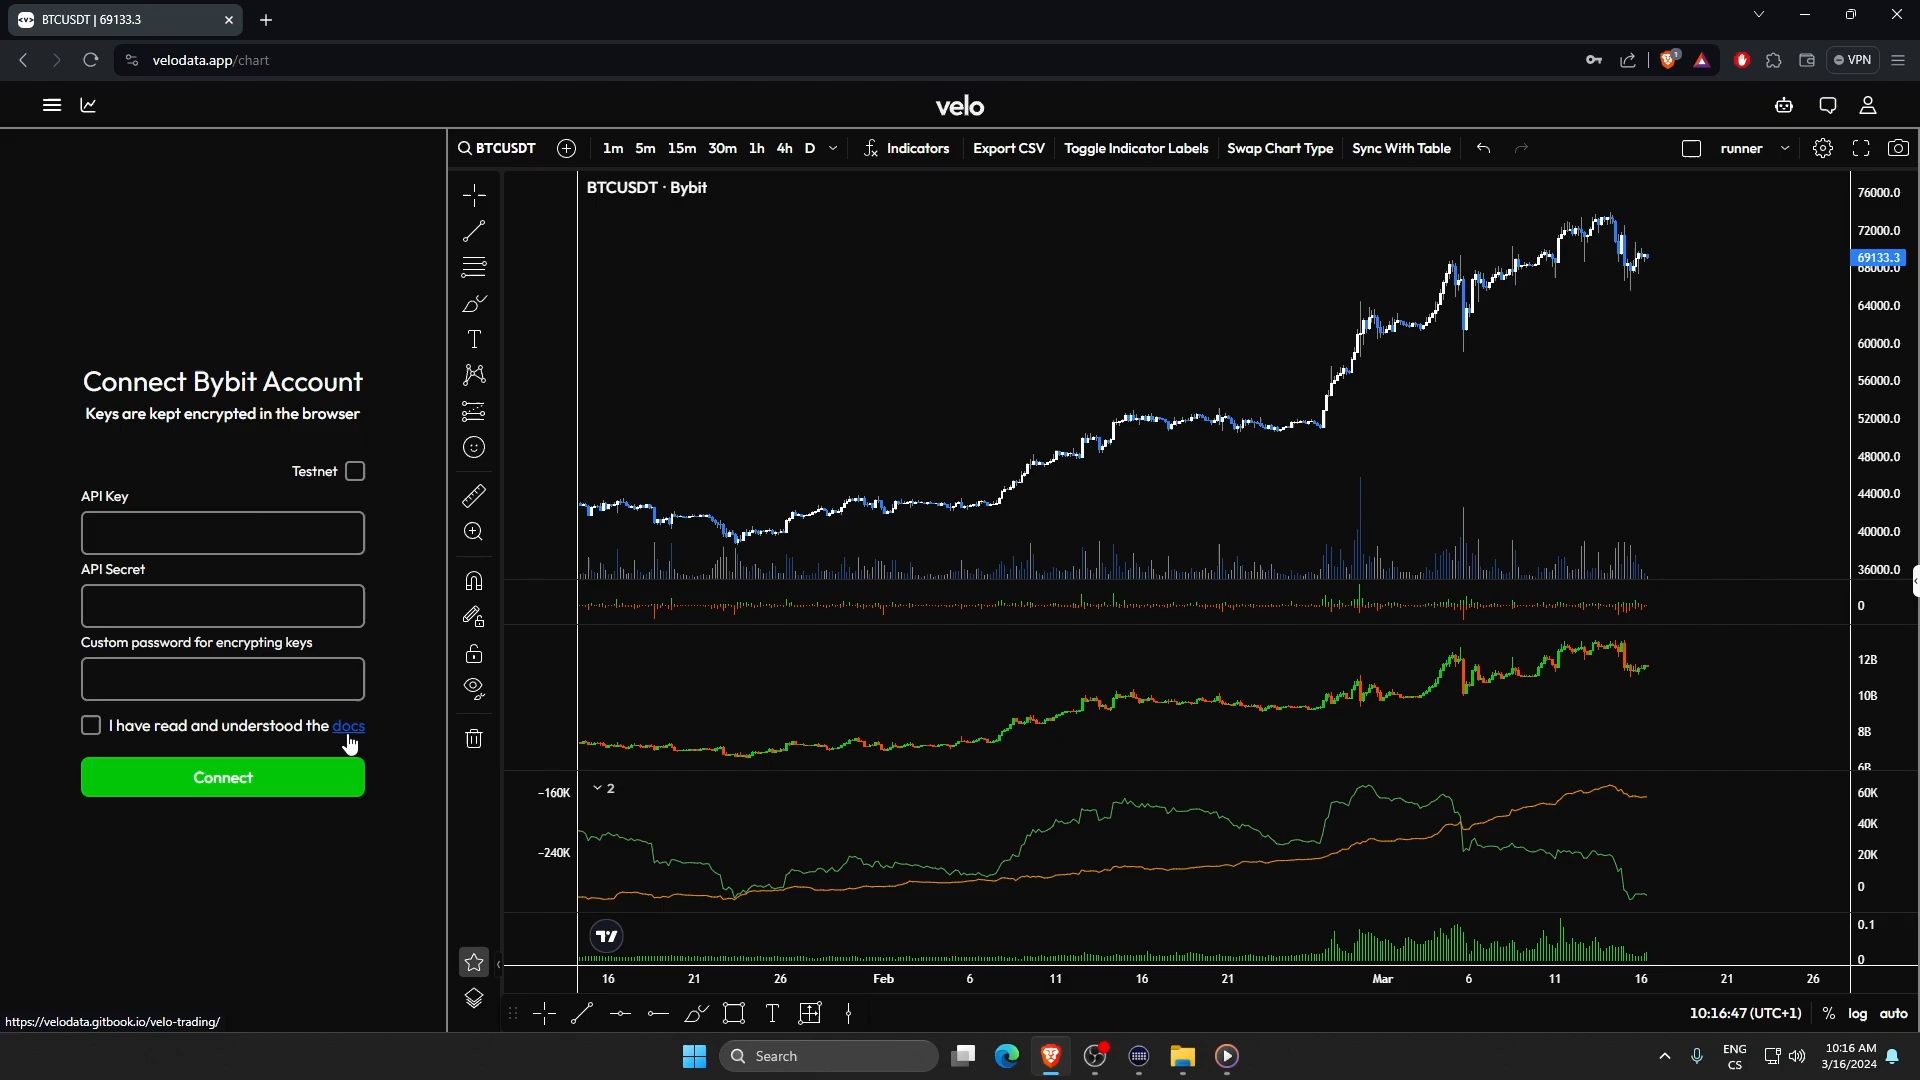 BTCUSDT | 69133.3
velodata.app/chart
VPN
velo
BTCUSDT
1m 5m 15m 30m 1h 4h D
Indicators
Export CSV
Toggle Indicator Labels
Swap Chart Type
Sync With Table
runner
BTCUSDT · Bybit
76000.0
72000.0
69133.3
68000.0
64000.0
60000.0
56000.0
52000.0
48000.0
44000.0
40000.0
36000.0
0
12B
10B
8B
6B
Connect Bybit Account
Keys are kept encrypted in the browser
Testnet
API Key
API Secret
Custom password for encrypting keys
I have read and understood the docs
Connect
-160K
2
60K
40K
-240K
20K
0
0.1
0
16 21 26 Feb 6 11 16 21 Mar 6 11 16 21 26
https://velodata.gitbook.io/velo-trading/
10:16:47 (UTC+1)
% log auto
Search
ENG
CS
10:16 AM
3/16/2024